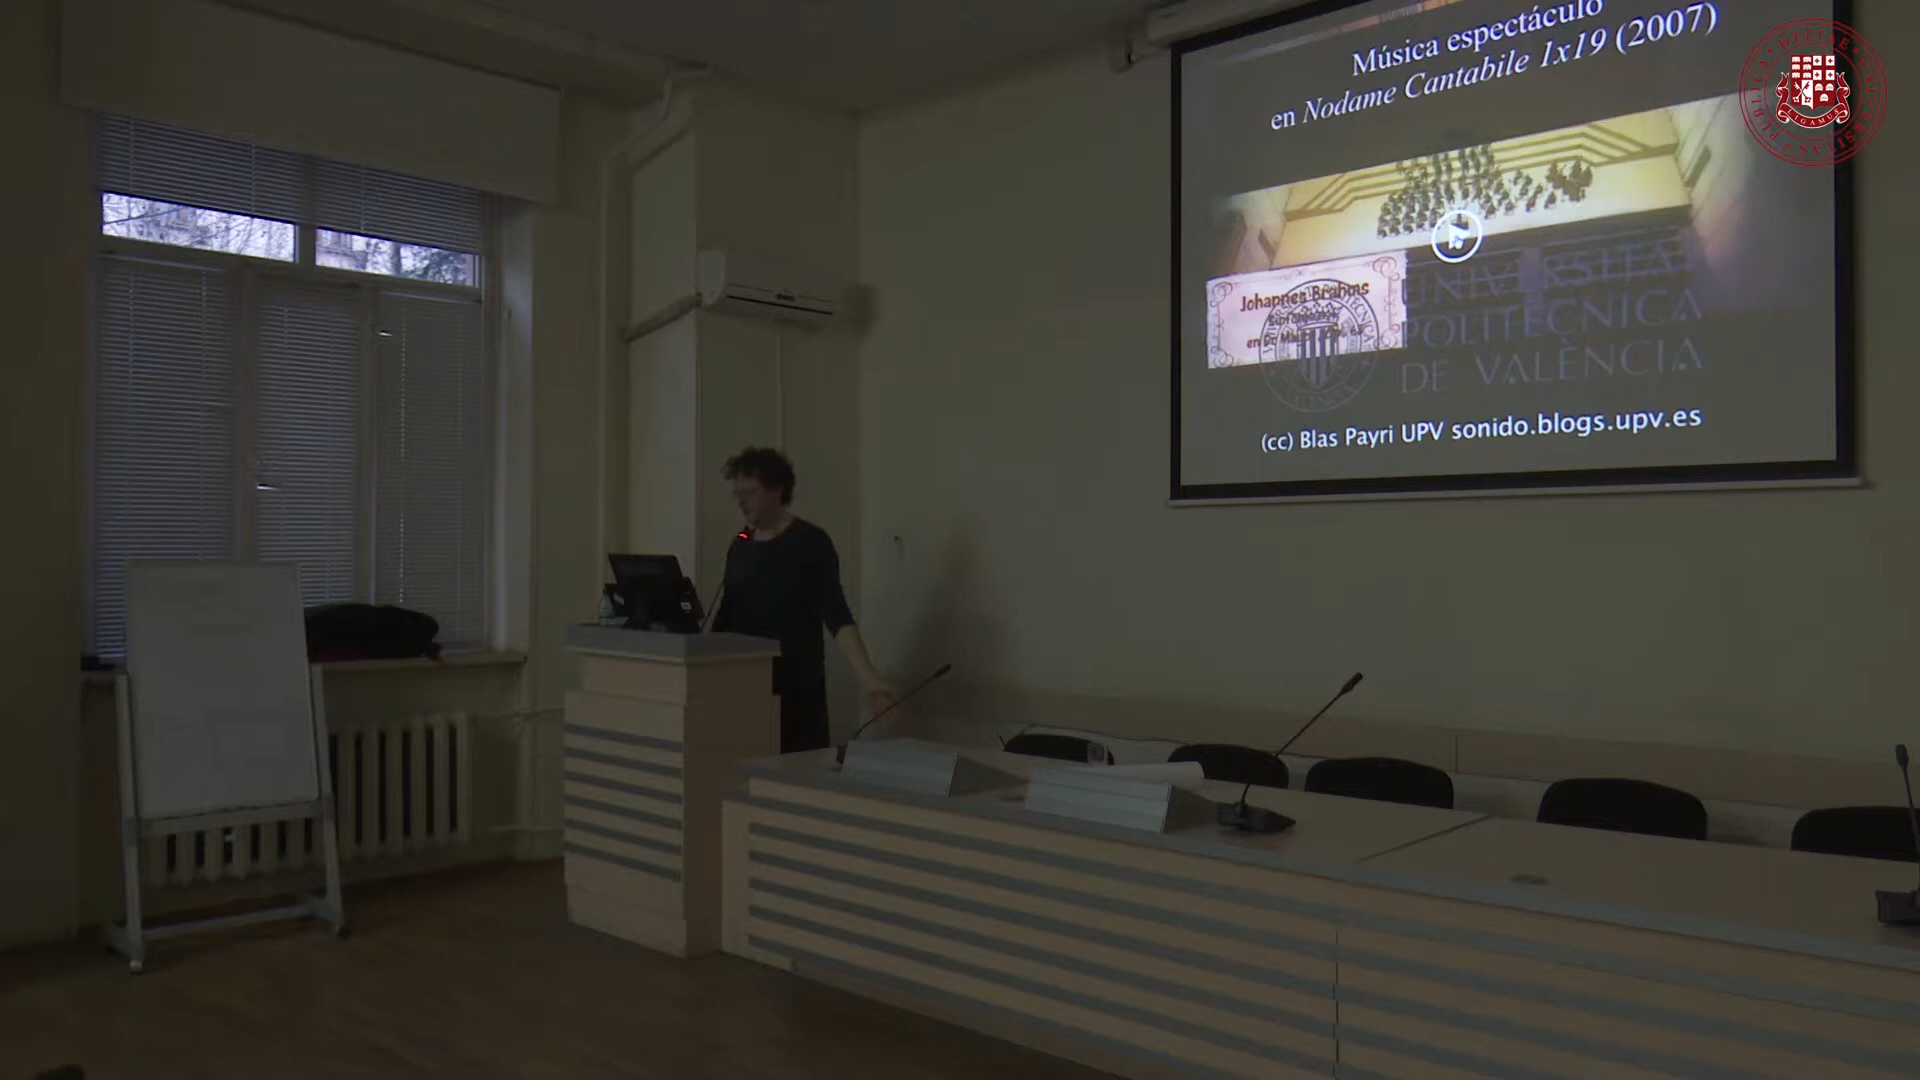 Música espectáculo
en Nodame Cantabile 1x19 (2007)
Johannes Brahms
UNIVERSITAT
POLITÈCNICA
DE VALÈNCIA
(cc) Blas Payri UPV sonido.blogs.upv.es
LIGAMUS